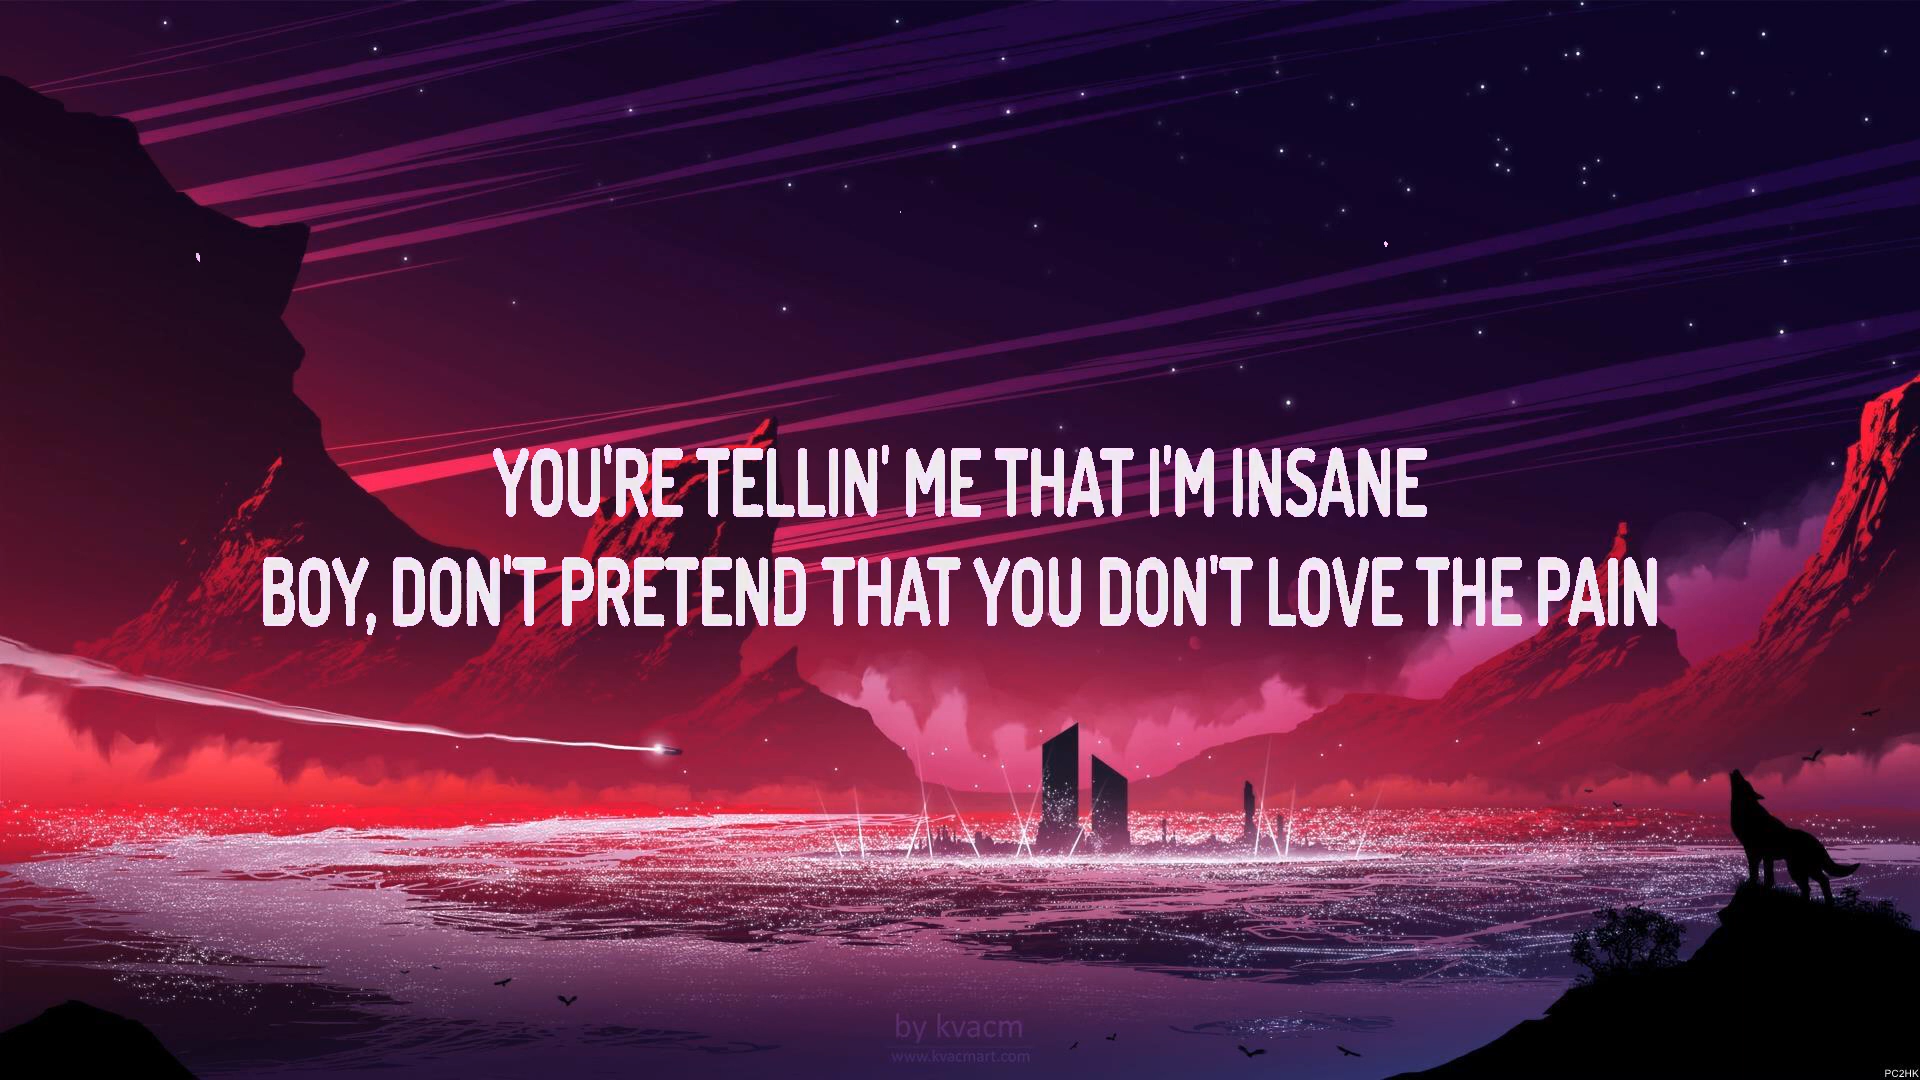 YOU'RE TELLIN' ME THAT I'M INSANE
BOY, DON'T PRETEND THAT YOU DON'T LOVE THE PAIN
by kvacm
www.kvacmart.com
PC2HK